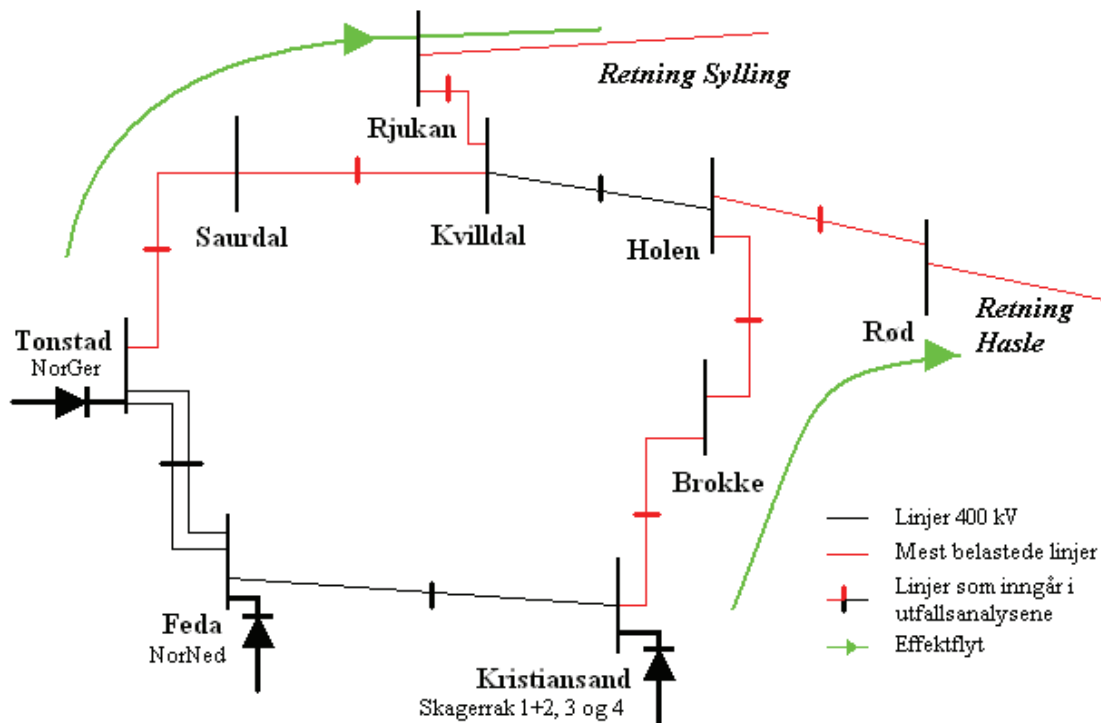 Retning Sylling
Rjukan
Saurdal
Kvilldal
Holen
Rød
Retning
Hasle
Tonstad
NorGer
Brokke
Feda
NorNed
Kristiansand
Skagerrak 1+2, 3 og 4
Linjer 400 kV
Mest belastede linjer
Linjer som inngår i
utfallsanalysene
Effektflyt